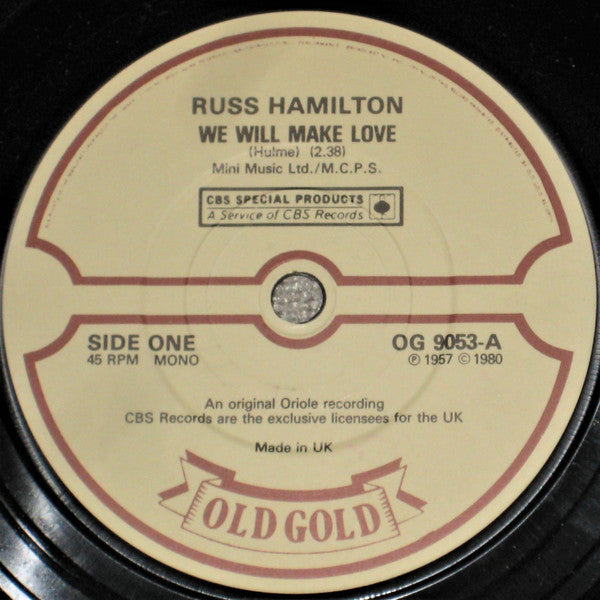 RUSS HAMILTON
WE WILL MAKE LOVE
(Hulme) (2.38)
Mini Music Ltd./M.C.P.S.
CBS SPECIAL PRODUCTS
A Service of CBS Records
SIDE ONE
45 RPM MONO
OG 9053-A
℗ 1957 © 1980
An original Oriole recording
CBS Records are the exclusive licensees for the UK
Made in UK
OLD GOLD